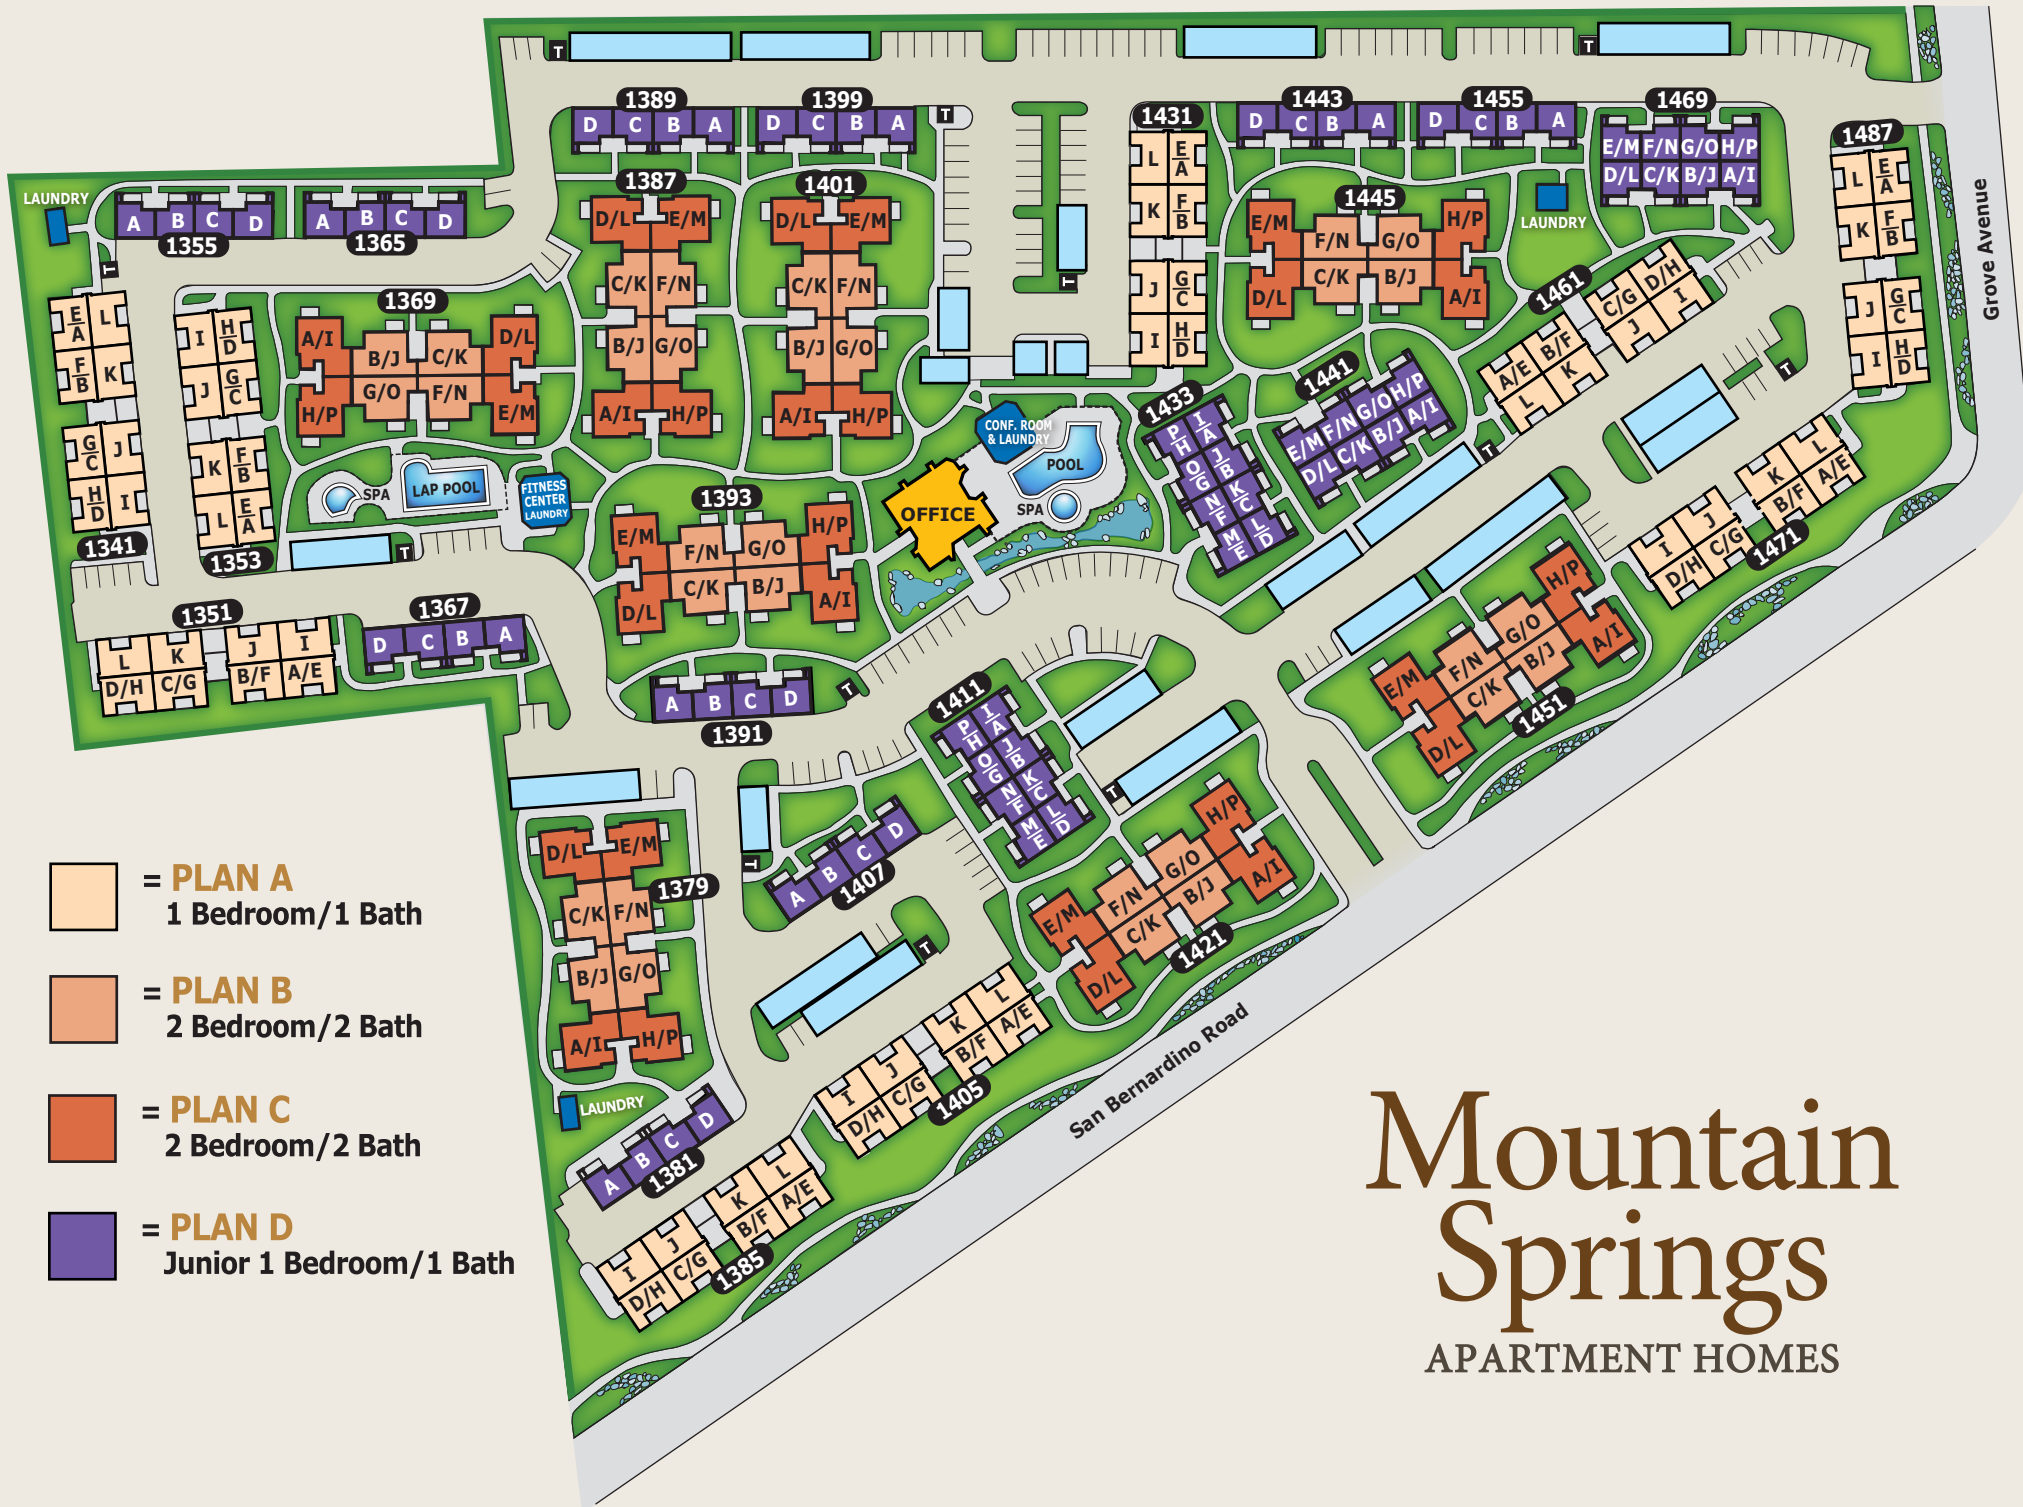 T
T
1389
D C B A
1399
D C B A
T
1431
L E/A
K F/B
J G/C
I H/D
1443
D C B A
1455
D C B A
1469
E/M F/N G/O H/P
D/L C/K B/J A/I
1487
L E/A
K F/B
J G/C
I H/D
Grove Avenue
LAUNDRY
A B C D
1355
A B C D
1365
T
1387
D/L E/M
C/K F/N
B/J G/O
A/I H/P
1401
D/L E/M
C/K F/N
B/J G/O
A/I H/P
T
1445
E/M F/N G/O H/P
D/L C/K B/J A/I
LAUNDRY
1461
A/E B/F C/G D/H
L K J I
T
E/A L
F/B K
G/C J
H/D I
1341
I H/D
J G/C
K F/B
L E/A
1353
1369
A/I B/J C/K D/L
H/P G/O F/N E/M
SPA
LAP POOL
FITNESS
CENTER
LAUNDRY
T
CONF. ROOM
& LAUNDRY
POOL
SPA
OFFICE
1433
P/H I/A
O/G J/B
N/F K/C
M/E L/D
1441
E/M F/N G/O H/P
D/L C/K B/J A/I
T
1393
E/M F/N G/O H/P
D/L C/K B/J A/I
I J K L
D/H C/G B/F A/E
1471
1351
L K J I
D/H C/G B/F A/E
1367
D C B A
A B C D
1391
T
1411
P/H I/A
O/G J/B
N/F K/C
M/E L/D
E/M F/N G/O H/P
D/L C/K B/J A/I
1451
T
T
A B C D
1407
T
1379
D/L E/M
C/K F/N
B/J G/O
A/I H/P
E/M F/N G/O H/P
D/L C/K B/J A/I
1421
I J K L
D/H C/G B/F A/E
1405
LAUNDRY
A B C D
1381
I J K L
D/H C/G B/F A/E
1385
San Bernardino Road
= PLAN A
1 Bedroom/1 Bath
= PLAN B
2 Bedroom/2 Bath
= PLAN C
2 Bedroom/2 Bath
= PLAN D
Junior 1 Bedroom/1 Bath
Mountain
Springs
APARTMENT HOMES